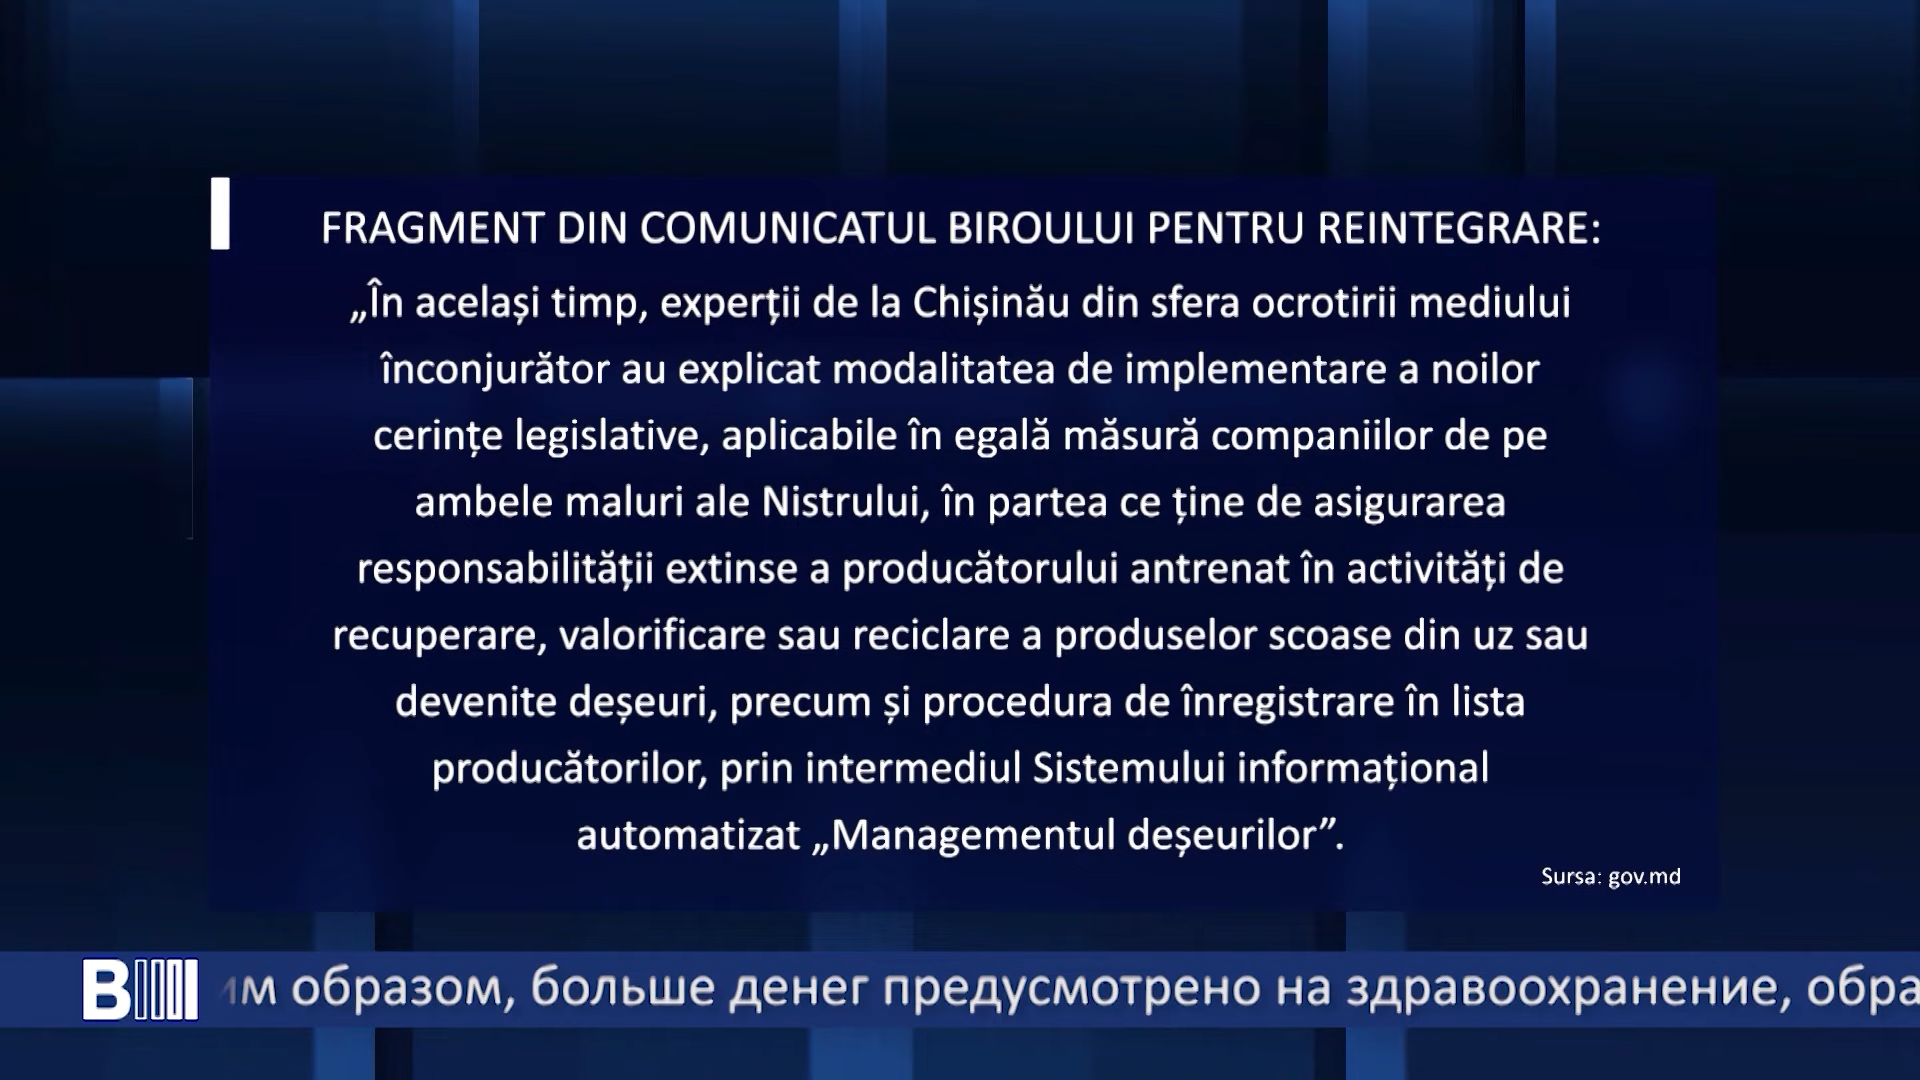 FRAGMENT DIN COMUNICATUL BIROULUI PENTRU REINTEGRARE:
„În același timp, experții de la Chișinău din sfera ocrotirii mediului
înconjurător au explicat modalitatea de implementare a noilor
cerințe legislative, aplicabile în egală măsură companiilor de pe
ambele maluri ale Nistrului, în partea ce ține de asigurarea
responsabilității extinse a producătorului antrenat în activități de
recuperare, valorificare sau reciclare a produselor scoase din uz sau
devenite deșeuri, precum și procedura de înregistrare în lista
producătorilor, prin intermediul Sistemului informațional
automatizat „Managementul deșeurilor”.
Sursa: gov.md
образом, больше денег предусмотрено на здравоохранение, обра